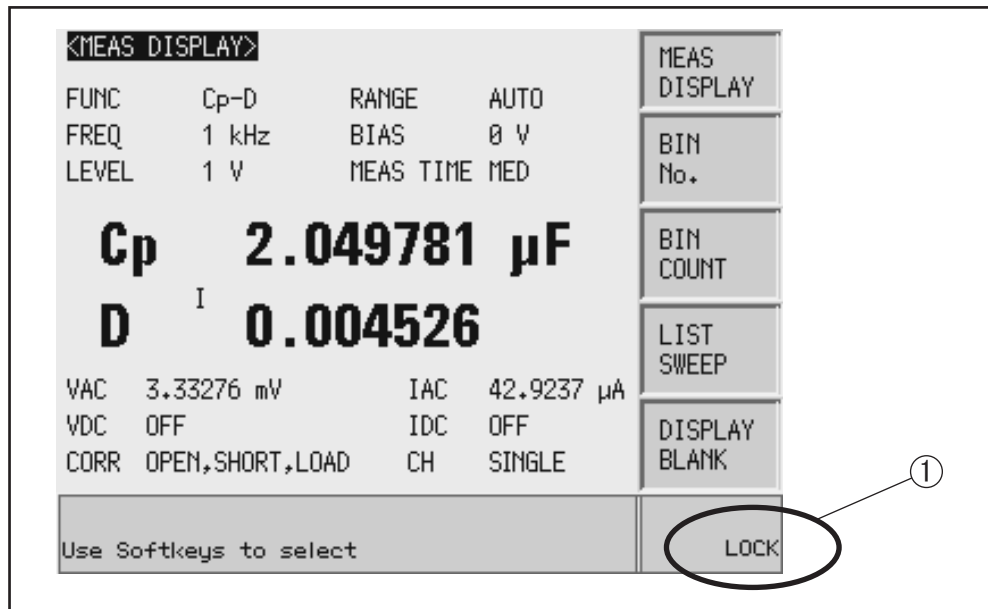 <MEAS DISPLAY>
FUNC Cp-D RANGE AUTO
FREQ 1 kHz BIAS 0 V
LEVEL 1 V MEAS TIME MED
Cp 2.049781 µF
I
D 0.004526
VAC 3.33276 mV IAC 42.9237 µA
VDC OFF IDC OFF
CORR OPEN,SHORT,LOAD CH SINGLE
Use Softkeys to select
MEAS
DISPLAY
BIN
No.
BIN
COUNT
LIST
SWEEP
DISPLAY
BLANK
LOCK
①